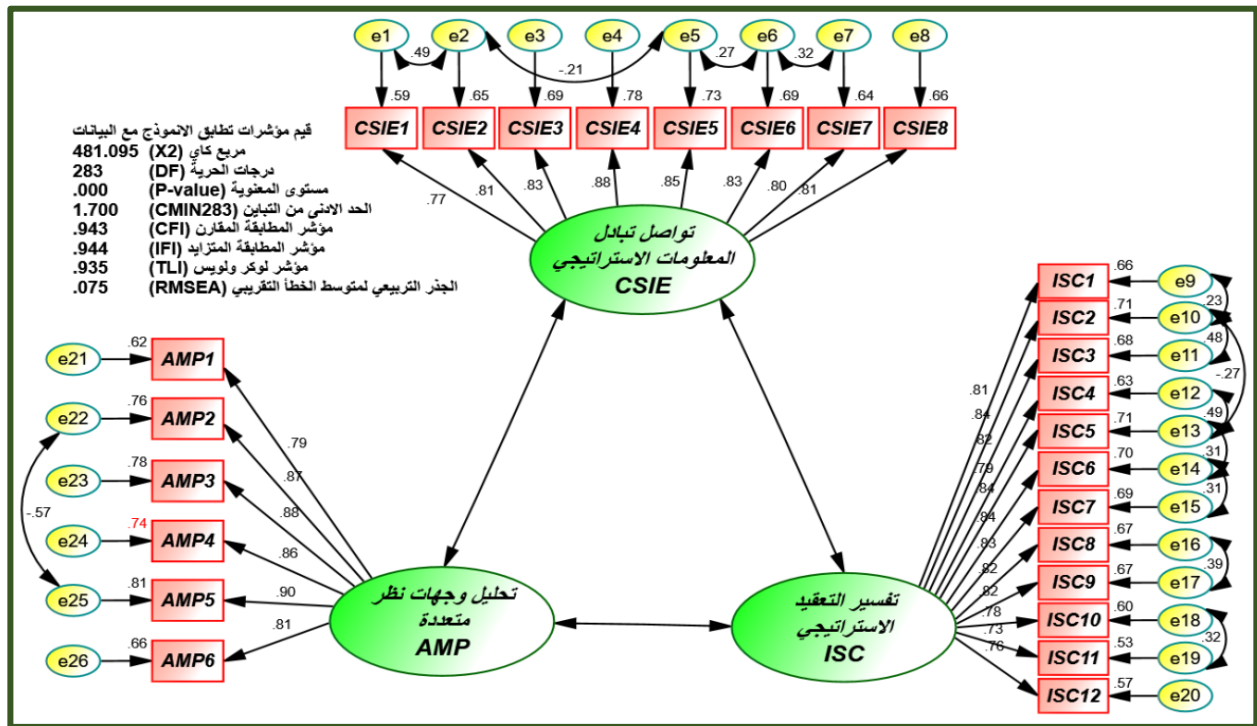 e1 e2 e3 e4 e5 e6 e7 e8
.49 -.21 .27 .32
.59 .65 .69 .78 .73 .69 .64 .66
CSIE1 CSIE2 CSIE3 CSIE4 CSIE5 CSIE6 CSIE7 CSIE8
.77 .81 .83 .88 .85 .83 .80 .81
قيم مؤشرات تطابق الانموذج مع البيانات
مربع كاي (X2) 481.095
درجات الحرية (DF) 283
مستوى المعنوية (P-value) .000
الحد الادنى من التباين (CMIN283) 1.700
مؤشر المطابقة المقارن (CFI) .943
مؤشر المطابقة المتزايد (IFI) .944
مؤشر لوكر ولويس (TLI) .935
الجذر التربيعي لمتوسط الخطأ التقريبي (RMSEA) .075
تواصل تبادل
المعلومات الاستراتيجي
CSIE
.81 ISC1 .66 e9
.84 ISC2 .71 e10
.82 ISC3 .68 e11
.79 ISC4 .63 e12
.84 ISC5 .71 e13
.84 ISC6 .70 e14
.83 ISC7 .69 e15
.82 ISC8 .67 e16
.82 ISC9 .67 e17
.78 ISC10 .60 e18
.73 ISC11 .53 e19
.76 ISC12 .57 e20
.23
.48
-.27
.49
.31
.31
.39
.32
e21 .62 AMP1 .79
e22 .76 AMP2 .87
e23 .78 AMP3 .88
e24 .74 AMP4 .86
e25 .81 AMP5 .90
e26 .66 AMP6 .81
-.57
تحليل وجهات نظر
متعددة
AMP
تفسير التعقيد
الاستراتيجي
ISC